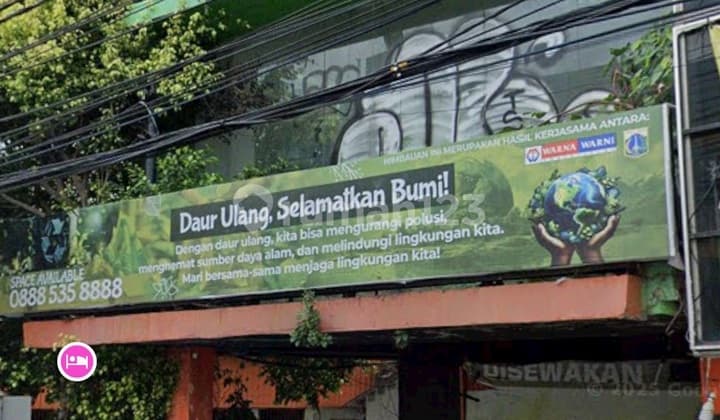 HIMBAUAN INI MERUPAKAN HASIL KERJASAMA ANTARA:
WARNA WARNI
Daur Ulang, Selamatkan Bumi!
Dengan daur ulang, kita bisa mengurangi polusi,
menghemat sumber daya alam, dan melindungi lingkungan kita.
Mari bersama-sama menjaga lingkungan kita!
SPACE AVAILABLE
0888 535 8888
DISEWAKAN
© 2023 Google